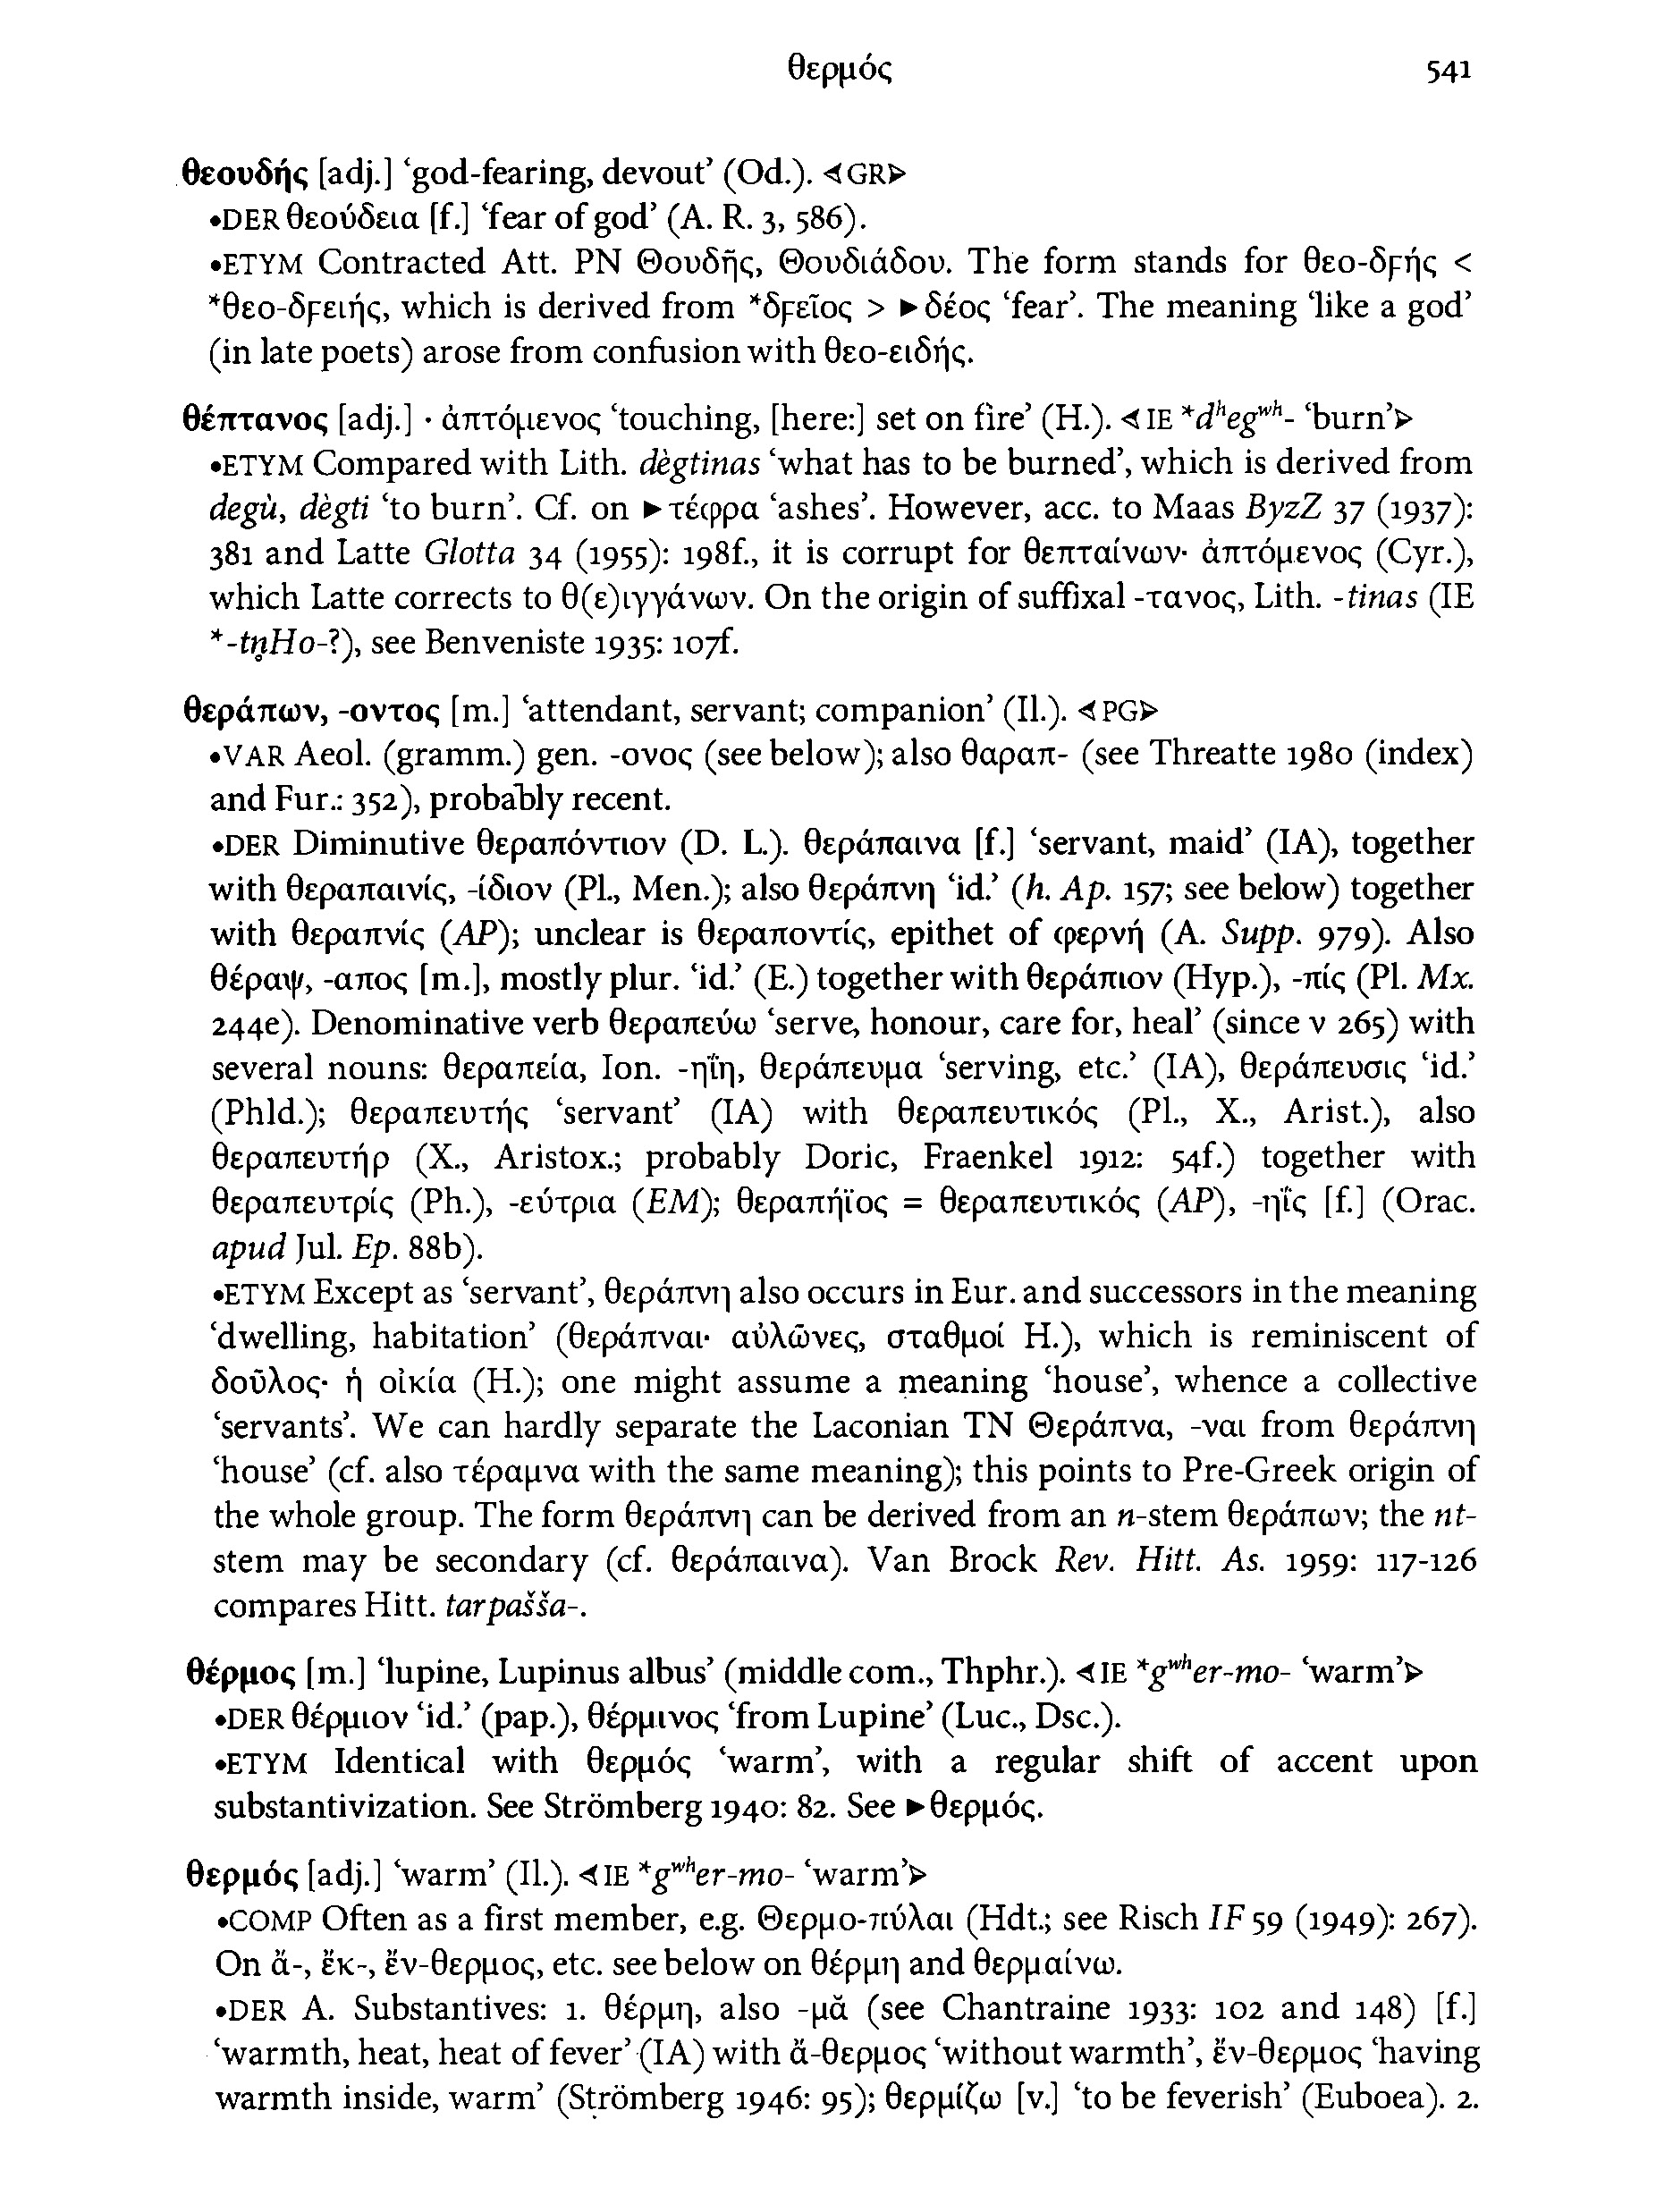 θερμός 541
θεουδής [adj.] ‘god-fearing, devout’ (Od.). ⊲GR⊳
•DER θεούδεια [f.] ‘fear of god’ (A. R. 3, 586).
•ETYM Contracted Att. PN Θουδῆς, Θουδιάδου. The form stands for θεο-δϝής <
*θεο-δϝειής, which is derived from *δϝεῖος > ►δέος ‘fear’. The meaning ‘like a god’
(in late poets) arose from confusion with θεο-ειδής.
θέπτανος [adj.] · ἁπτόμενος ‘touching, [here:] set on fire’ (H.). ⊲IE *dʰegʷʰ- ‘burn’⊳
•ETYM Compared with Lith. dègtinas ‘what has to be burned’, which is derived from
degù, dègti ‘to burn’. Cf. on ►τέφρα ‘ashes’. However, acc. to Maas ByzZ 37 (1937):
381 and Latte Glotta 34 (1955): 198f., it is corrupt for θεπταίνων· ἁπτόμενος (Cyr.),
which Latte corrects to θ(ε)ιγγάνων. On the origin of suffixal -τανος, Lith. -tinas (IE
*-tn̥Ho-?), see Benveniste 1935: 107f.
θεράπων, -οντος [m.] ‘attendant, servant; companion’ (Il.). ⊲PG⊳
•VAR Aeol. (gramm.) gen. -ονος (see below); also θαραπ- (see Threatte 1980 (index)
and Fur.: 352), probably recent.
•DER Diminutive θεραπόντιον (D. L.). θεράπαινα [f.] ‘servant, maid’ (IA), together
with θεραπαινίς, -ίδιον (Pl., Men.); also θεράπνη ‘id.’ (h. Ap. 157; see below) together
with θεραπνίς (AP); unclear is θεραποντίς, epithet of φερνή (A. Supp. 979). Also
θέραψ, -απος [m.], mostly plur. ‘id.’ (E.) together with θεράπιον (Hyp.), -πίς (Pl. Mx.
244e). Denominative verb θεραπεύω ‘serve, honour, care for, heal’ (since ν 265) with
several nouns: θεραπεία, Ion. -ηΐη, θεράπευμα ‘serving, etc.’ (IA), θεράπευσις ‘id.’
(Phld.); θεραπευτής ‘servant’ (IA) with θεραπευτικός (Pl., X., Arist.), also
θεραπευτήρ (X., Aristox.; probably Doric, Fraenkel 1912: 54f.) together with
θεραπευτρίς (Ph.), -εύτρια (EM); θεραπήϊος = θεραπευτικός (AP), -ηΐς [f.] (Orac.
apud Jul. Ep. 88b).
•ETYM Except as ‘servant’, θεράπνη also occurs in Eur. and successors in the meaning
‘dwelling, habitation’ (θεράπναι· αὐλῶνες, σταθμοί H.), which is reminiscent of
δοῦλος· ἡ οἰκία (H.); one might assume a meaning ‘house’, whence a collective
‘servants’. We can hardly separate the Laconian TN Θεράπνα, -ναι from θεράπνη
‘house’ (cf. also τέραμνα with the same meaning); this points to Pre-Greek origin of
the whole group. The form θεράπνη can be derived from an n-stem θεράπων; the nt-
stem may be secondary (cf. θεράπαινα). Van Brock Rev. Hitt. As. 1959: 117-126
compares Hitt. tarpašša-.
θέρμος [m.] ‘lupine, Lupinus albus’ (middle com., Thphr.). ⊲IE *gʷʰer-mo- ‘warm’⊳
•DER θέρμιον ‘id.’ (pap.), θέρμινος ‘from Lupine’ (Luc., Dsc.).
•ETYM Identical with θερμός ‘warm’, with a regular shift of accent upon
substantivization. See Strömberg 1940: 82. See ►θερμός.
θερμός [adj.] ‘warm’ (Il.). ⊲IE *gʷʰer-mo- ‘warm’⊳
•COMP Often as a first member, e.g. Θερμο-πύλαι (Hdt.; see Risch IF 59 (1949): 267).
On ἄ-, ἔκ-, ἔν-θερμος, etc. see below on θέρμη and θερμαίνω.
•DER A. Substantives: 1. θέρμη, also -μᾰ (see Chantraine 1933: 102 and 148) [f.]
‘warmth, heat, heat of fever’ (IA) with ἄ-θερμος ‘without warmth’, ἔν-θερμος ‘having
warmth inside, warm’ (Strömberg 1946: 95); θερμίζω [v.] ‘to be feverish’ (Euboea). 2.